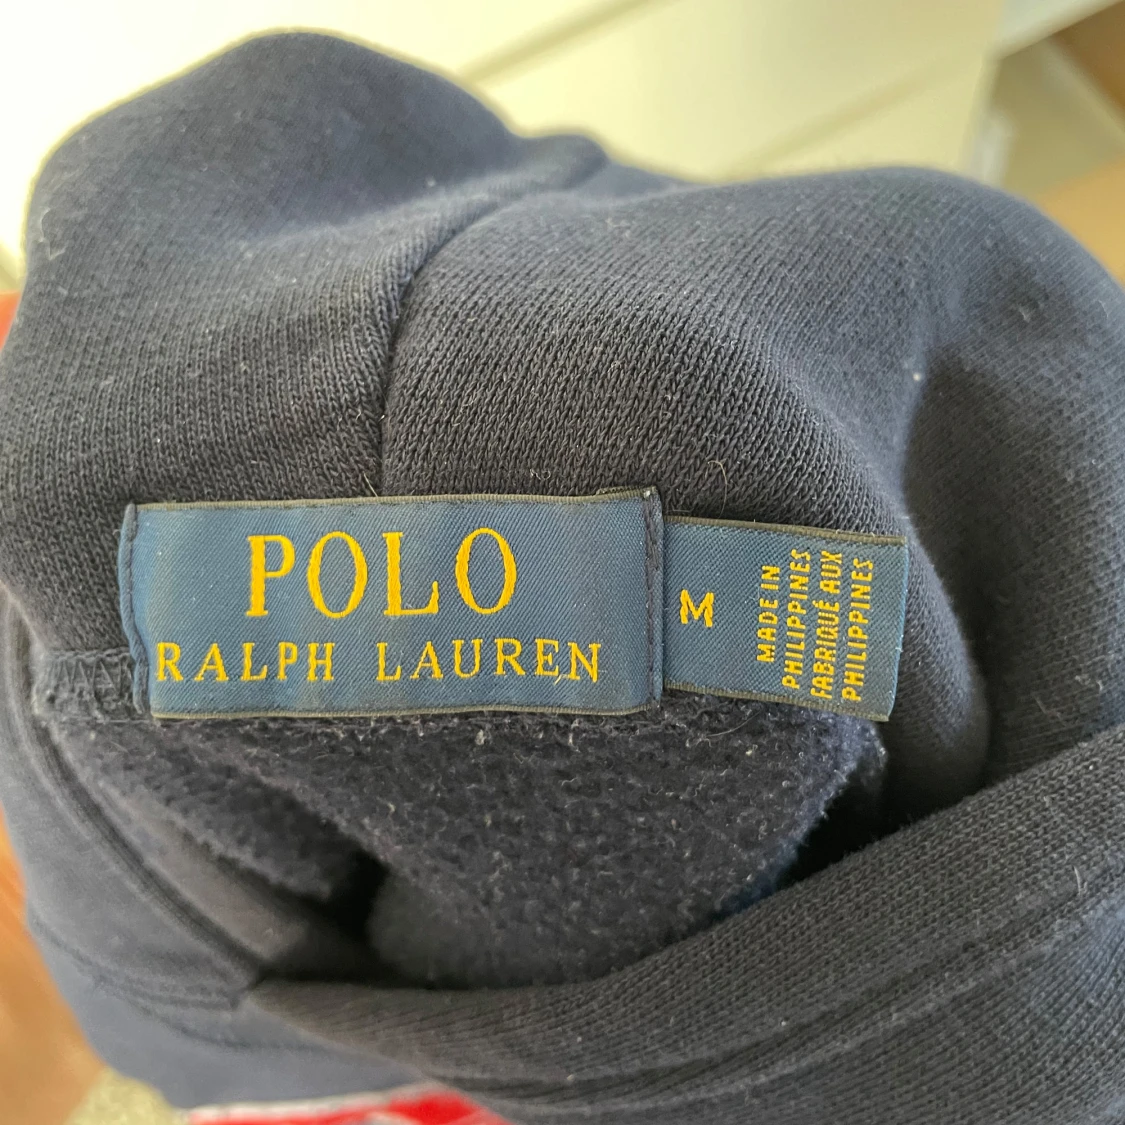 POLO
RALPH LAUREN
M
MADE IN
PHILIPPINES
FABRIQUÉ AUX
PHILIPPINES